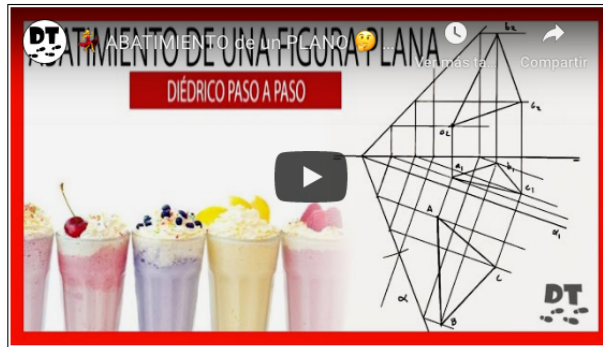 DT
💃 ABATIMIENTO de un PLANO!🤔 ...
ABATIMIENTO DE UNA FIGURA PLANA
Ver más ta...
Compartir
DIÉDRICO PASO A PASO
b2
c2
a2
a1
b1
c1
A
α1
C
α
B
DT